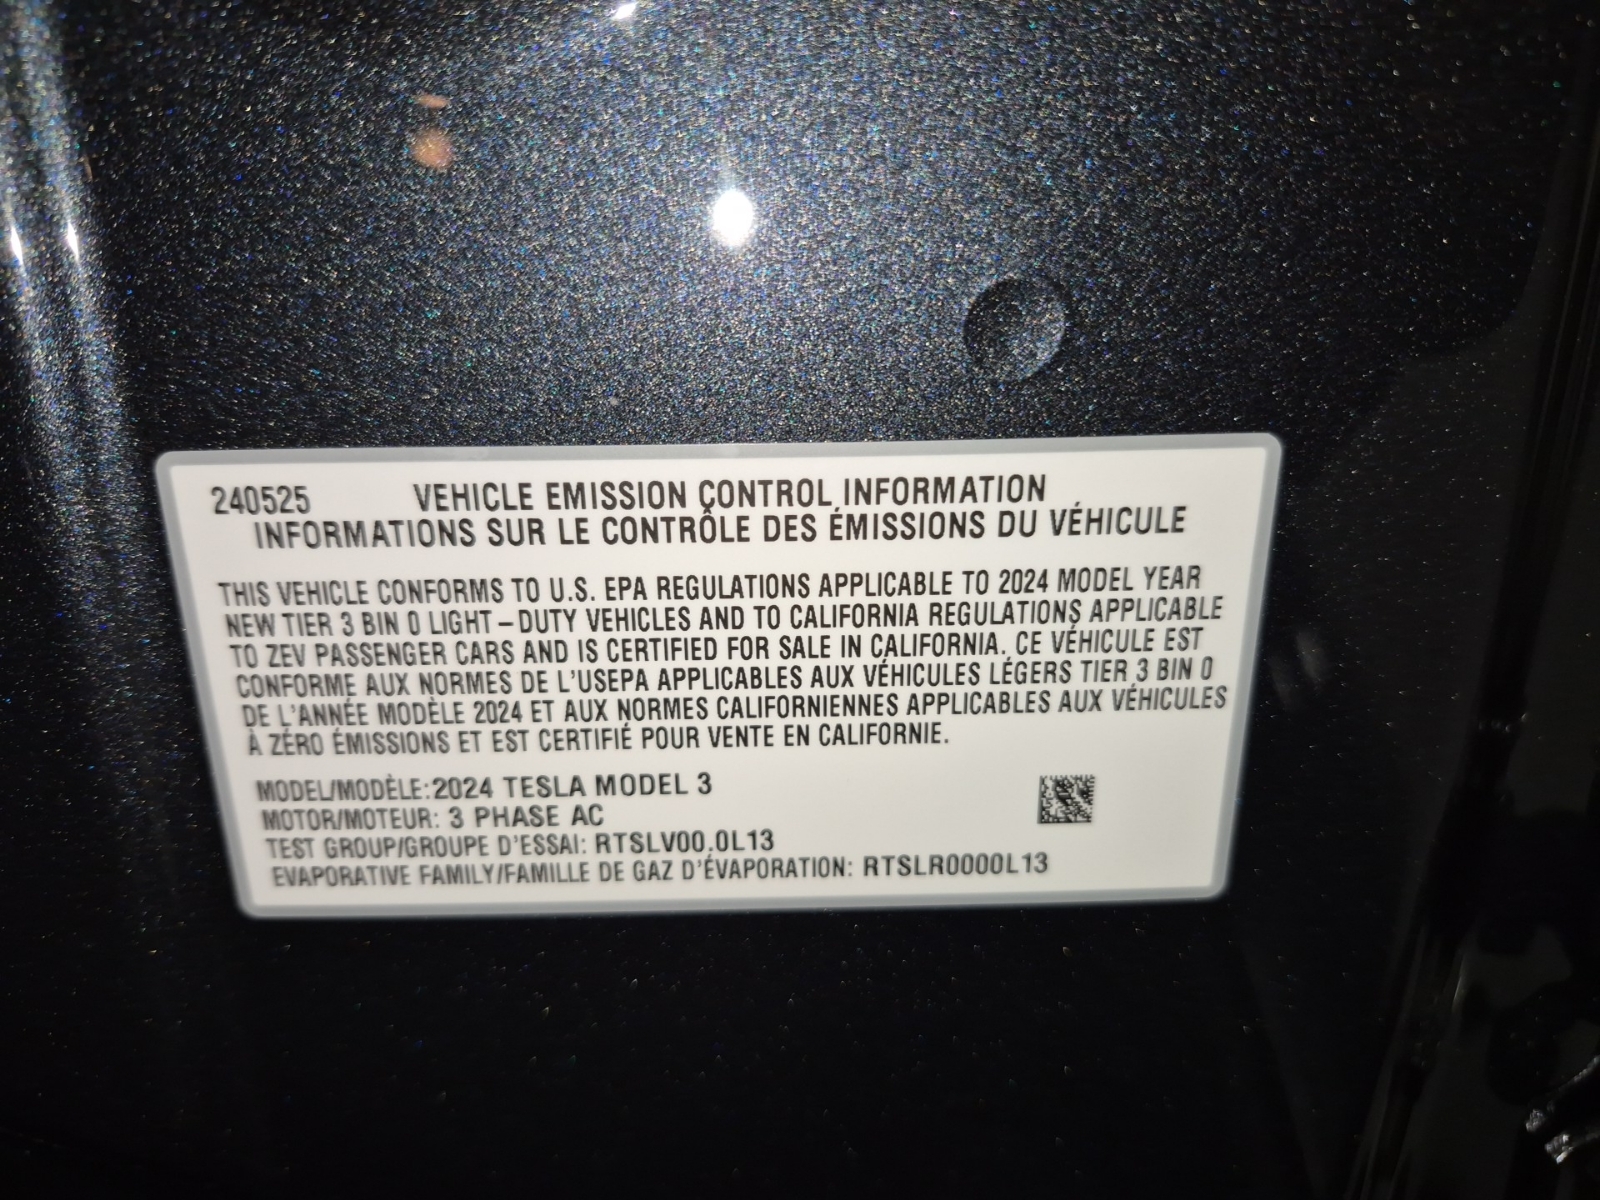 240525 VEHICLE EMISSION CONTROL INFORMATION
INFORMATIONS SUR LE CONTRÔLE DES ÉMISSIONS DU VÉHICULE
THIS VEHICLE CONFORMS TO U.S. EPA REGULATIONS APPLICABLE TO 2024 MODEL YEAR
NEW TIER 3 BIN 0 LIGHT – DUTY VEHICLES AND TO CALIFORNIA REGULATIONS APPLICABLE
TO ZEV PASSENGER CARS AND IS CERTIFIED FOR SALE IN CALIFORNIA. CE VÉHICULE EST
CONFORME AUX NORMES DE L'USEPA APPLICABLES AUX VÉHICULES LÉGERS TIER 3 BIN 0
DE L'ANNÉE MODÈLE 2024 ET AUX NORMES CALIFORNIENNES APPLICABLES AUX VÉHICULES
À ZÉRO ÉMISSIONS ET EST CERTIFIÉ POUR VENTE EN CALIFORNIE.
MODEL/MODÈLE:2024 TESLA MODEL 3
MOTOR/MOTEUR: 3 PHASE AC
TEST GROUP/GROUPE D'ESSAI: RTSLV00.0L13
EVAPORATIVE FAMILY/FAMILLE DE GAZ D'ÉVAPORATION: RTSLR0000L13